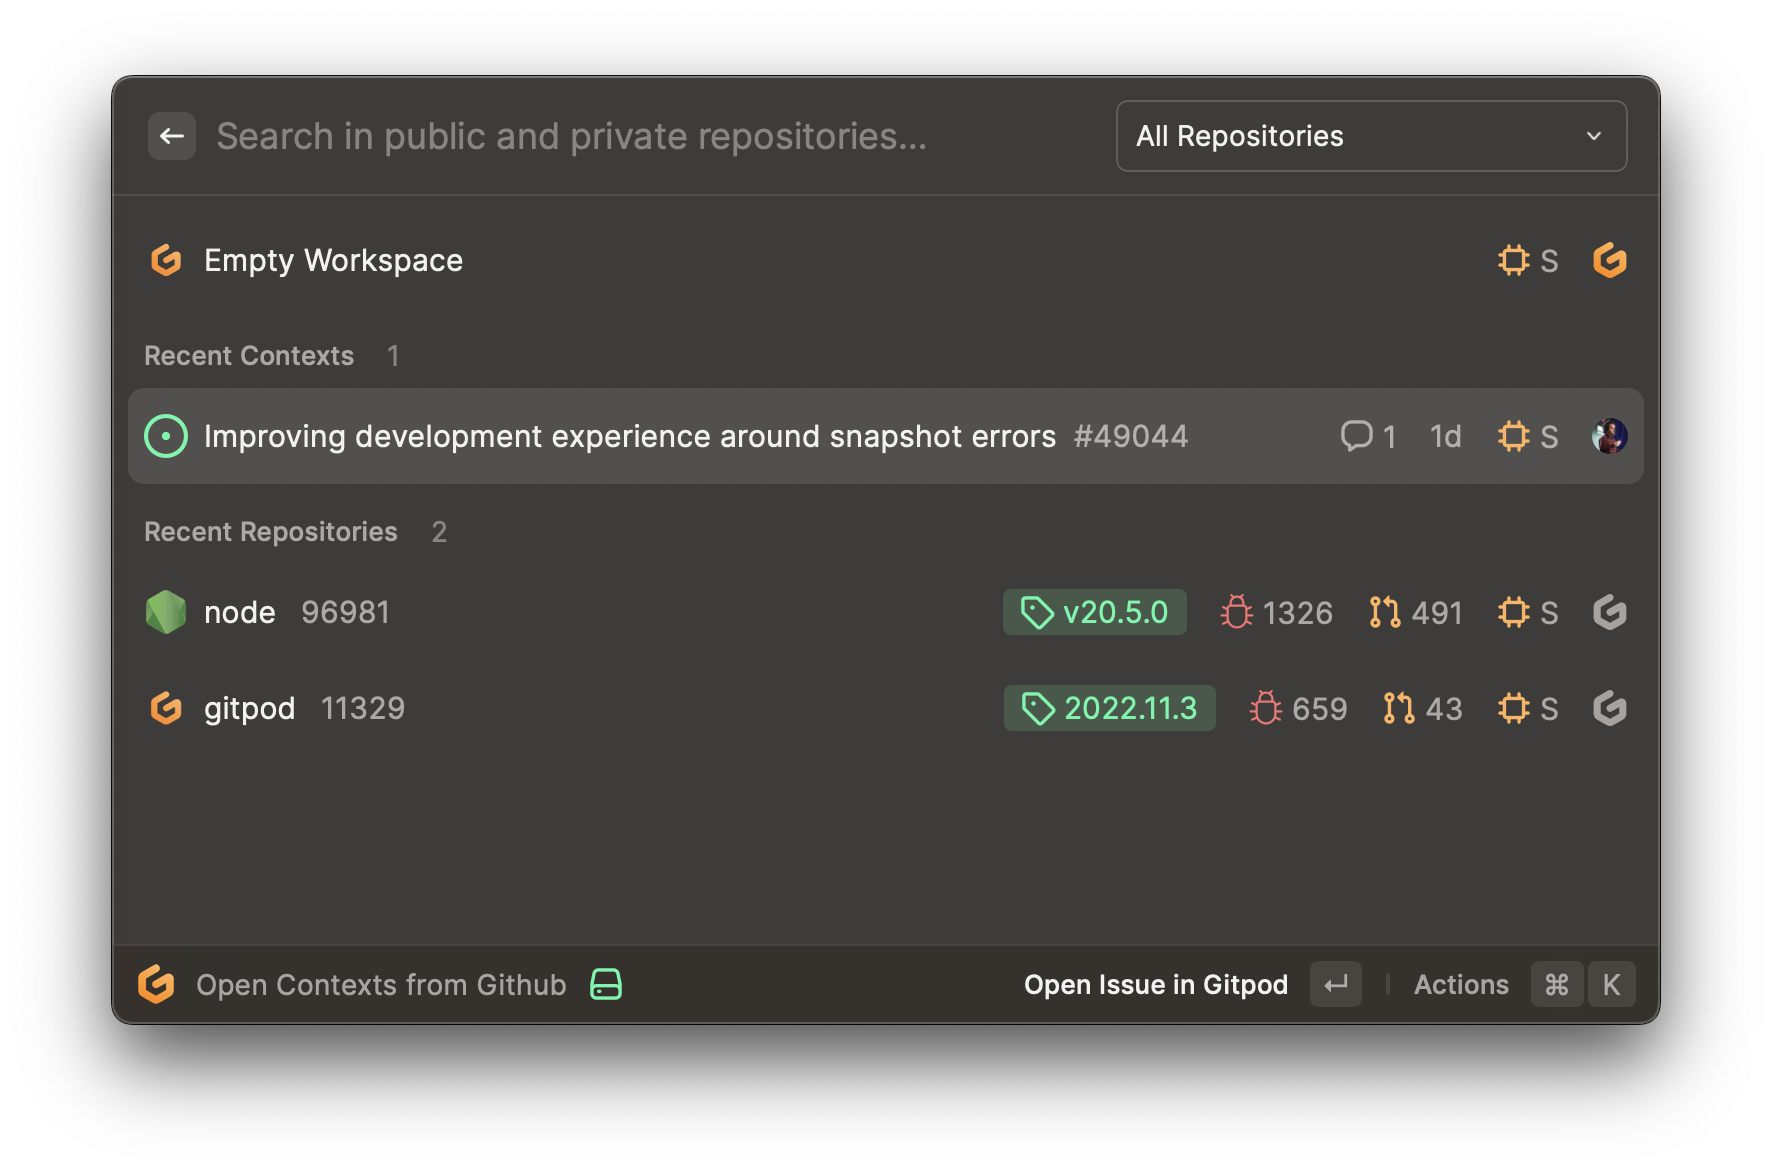 Search in public and private repositories...
All Repositories
Empty Workspace S
Recent Contexts 1
Improving development experience around snapshot errors #49044 1 1d S
Recent Repositories 2
node 96981 v20.5.0 1326 491 S
gitpod 11329 2022.11.3 659 43 S
Open Contexts from Github Open Issue in Gitpod ↵ Actions ⌘ K